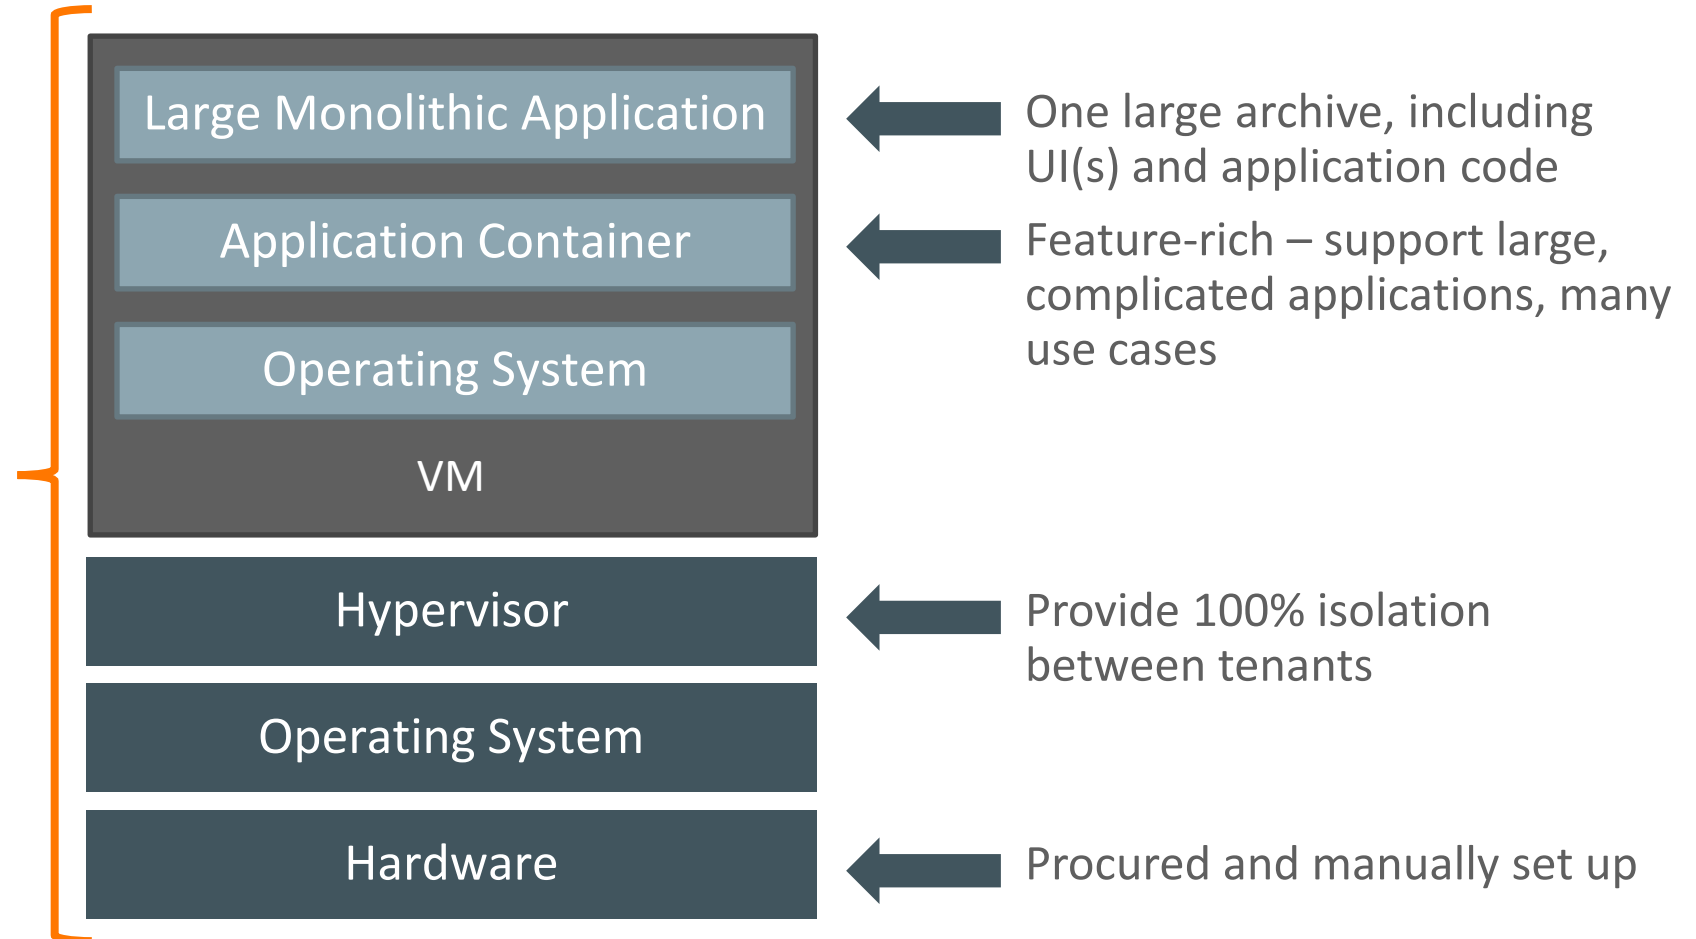 Large Monolithic Application
One large archive, including
UI(s) and application code
Application Container
Feature-rich – support large,
complicated applications, many
use cases
Operating System
VM
Hypervisor
Provide 100% isolation
between tenants
Operating System
Hardware
Procured and manually set up